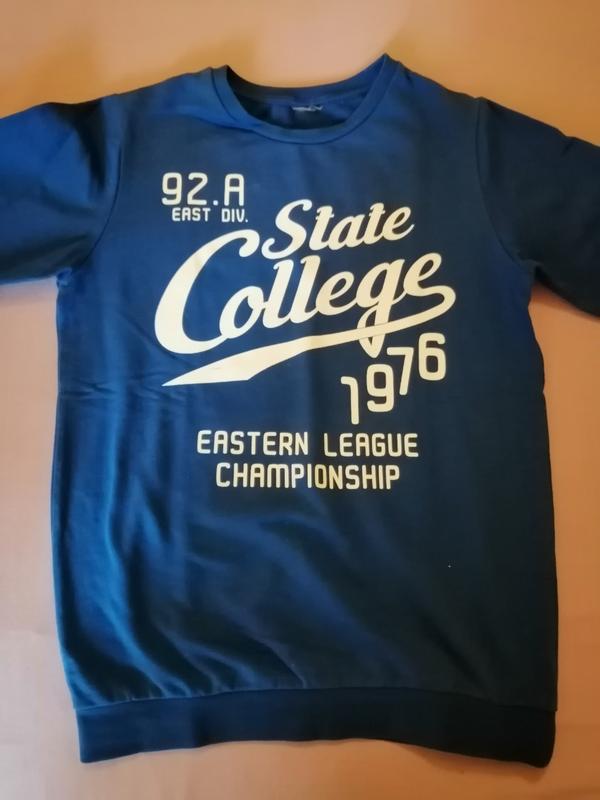 92.A
EAST DIV.
State
College
1976
EASTERN LEAGUE
CHAMPIONSHIP